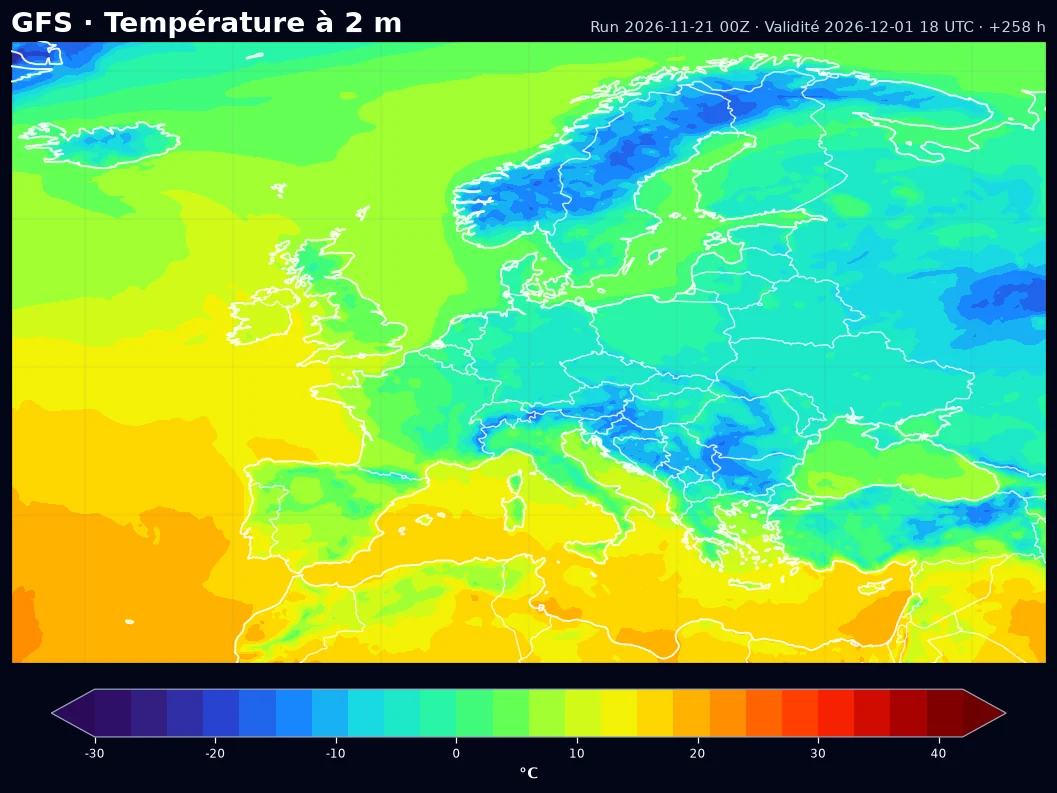 GFS · Température à 2 m
Run 2026-11-21 00Z · Validité 2026-12-01 18 UTC · +258 h
-30 -20 -10 0 10 20 30 40
°C